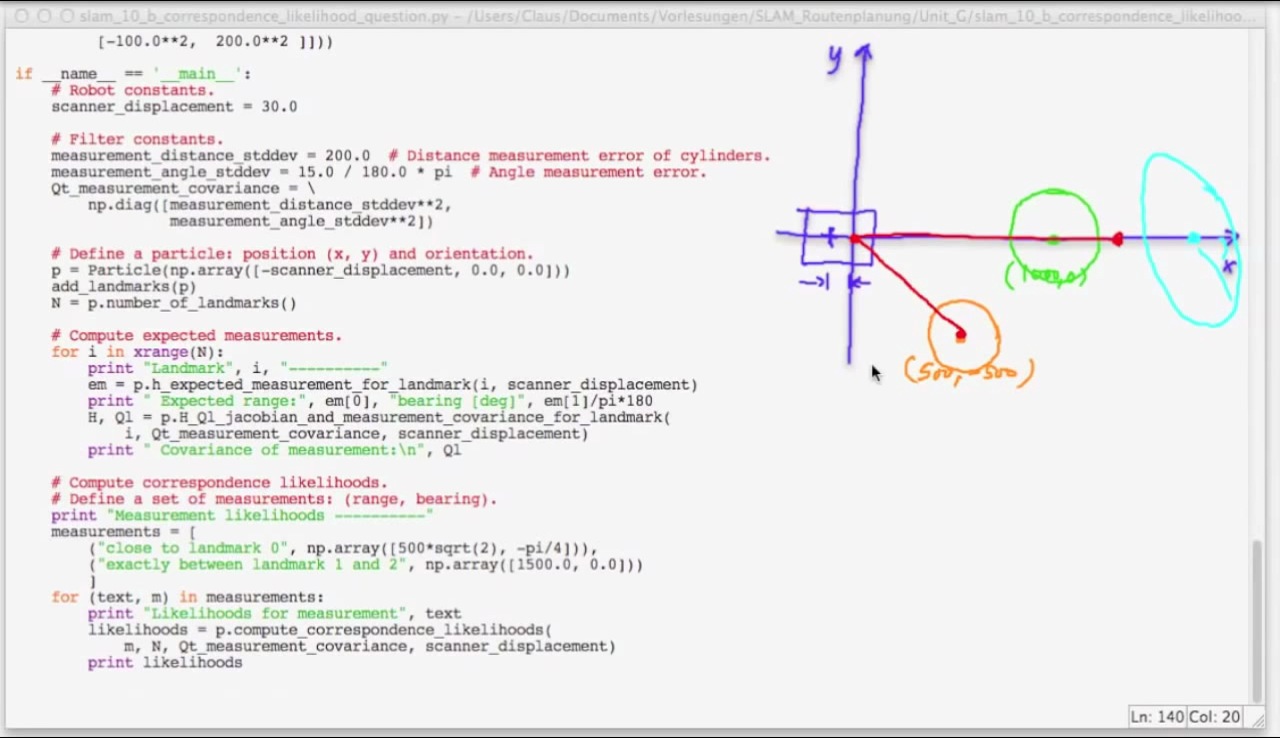 slam_10_b_correspondence_likelihood_question.py – /Users/Claus/Documents/Vorlesungen/SLAM_Routenplanung/Unit_G/slam_10_b_correspondence_likelihoo...
[-100.0**2,  200.0**2 ]]))
if __name__ == '__main__':
# Robot constants.
scanner_displacement = 30.0
# Filter constants.
measurement_distance_stddev = 200.0  # Distance measurement error of cylinders.
measurement_angle_stddev = 15.0 / 180.0 * pi  # Angle measurement error.
Qt_measurement_covariance = \
np.diag([measurement_distance_stddev**2,
measurement_angle_stddev**2])
# Define a particle: position (x, y) and orientation.
p = Particle(np.array([-scanner_displacement, 0.0, 0.0]))
add_landmarks(p)
N = p.number_of_landmarks()
# Compute expected measurements.
for i in xrange(N):
print "Landmark", i, "----------"
em = p.h_expected_measurement_for_landmark(i, scanner_displacement)
print " Expected range:", em[0], "bearing [deg]", em[1]/pi*180
H, Ql = p.H_Ql_jacobian_and_measurement_covariance_for_landmark(
i, Qt_measurement_covariance, scanner_displacement)
print " Covariance of measurement:\n", Ql
# Compute correspondence likelihoods.
# Define a set of measurements: (range, bearing).
print "Measurement likelihoods ----------"
measurements = [
("close to landmark 0", np.array([500*sqrt(2), -pi/4])),
("exactly between landmark 1 and 2", np.array([1500.0, 0.0]))
]
for (text, m) in measurements:
print "Likelihoods for measurement", text
likelihoods = p.compute_correspondence_likelihoods(
m, N, Qt_measurement_covariance, scanner_displacement)
print likelihoods
y
x
(1000,0)
(500,-500)
Ln: 140 Col: 20